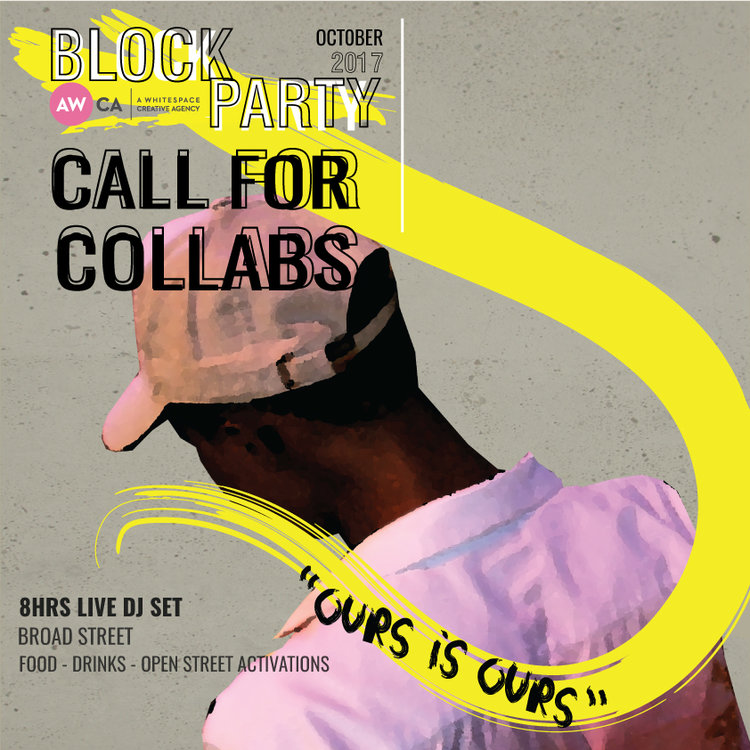 BLOCK
PARTY
OCTOBER
2017
AW CA
A WHITESPACE
CREATIVE AGENCY
CALL FOR
COLLABS
8HRS LIVE DJ SET
BROAD STREET
FOOD - DRINKS - OPEN STREET ACTIVATIONS
"OURS IS OURS"